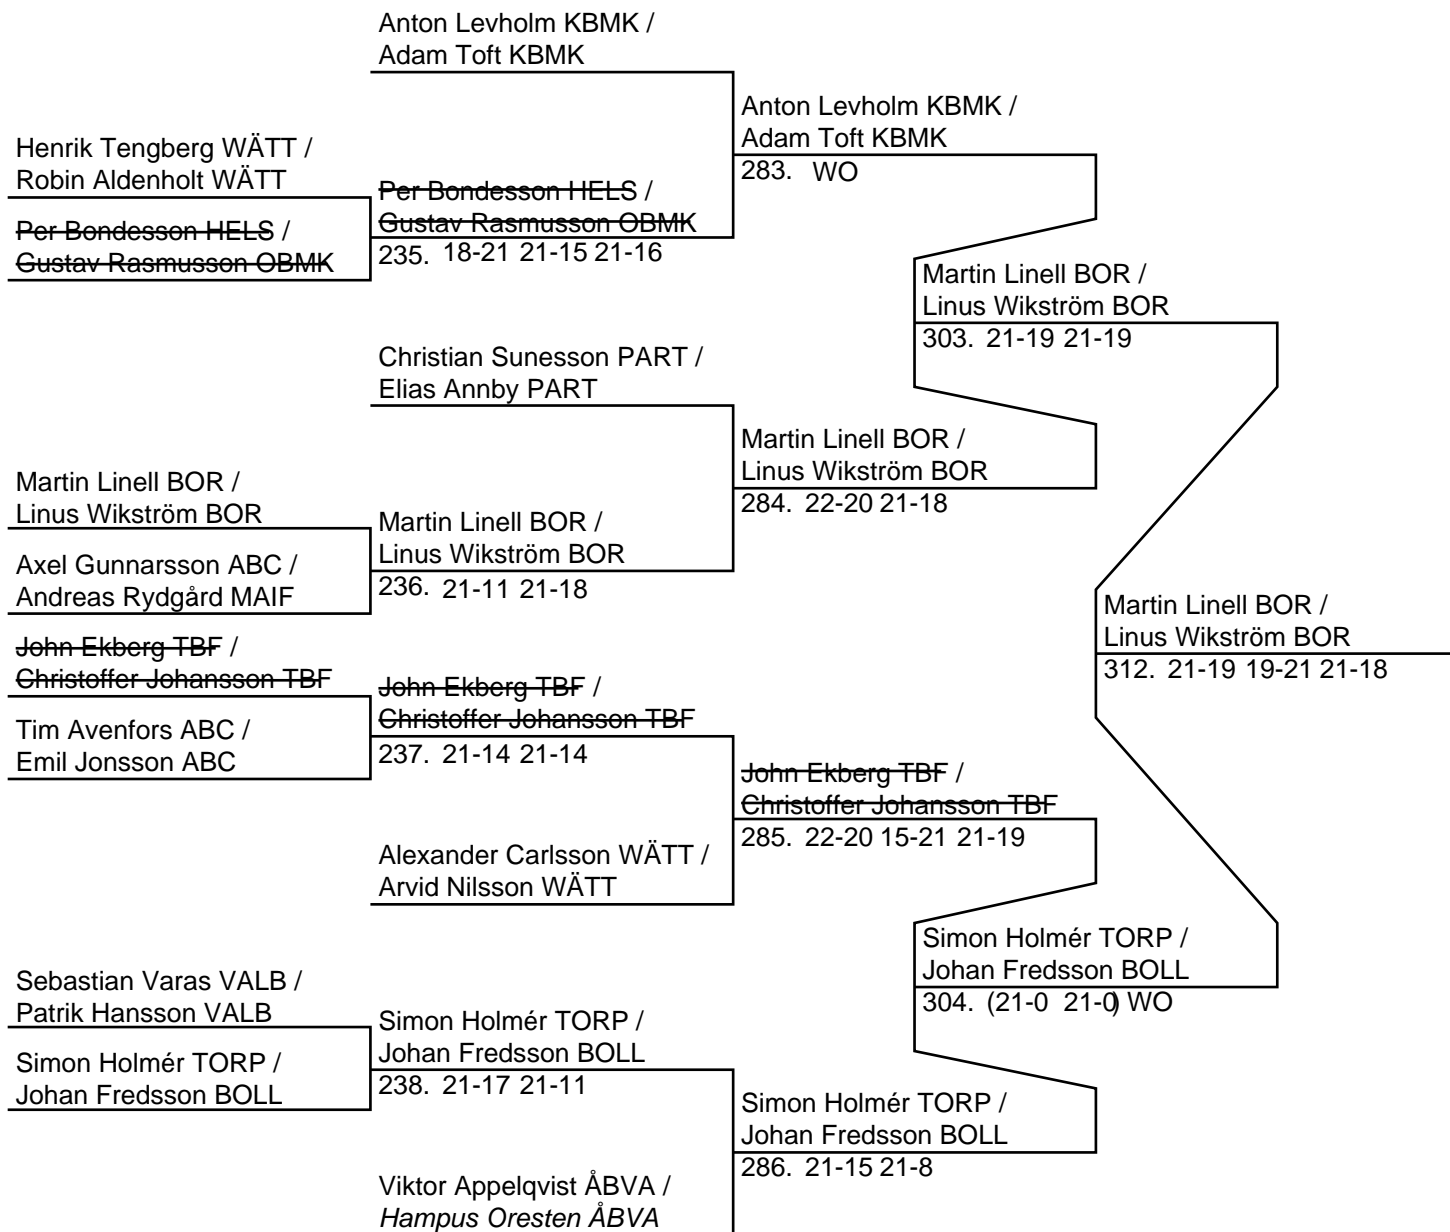 Anton Levholm KBMK /
Adam Toft KBMK
Henrik Tengberg WÄTT /
Robin Aldenholt WÄTT
Per Bondesson HELS /
Gustav Rasmusson OBMK
Per Bondesson HELS /
Gustav Rasmusson OBMK
235. 18-21 21-15 21-16
Anton Levholm KBMK /
Adam Toft KBMK
283. WO
Christian Sunesson PART /
Elias Annby PART
Martin Linell BOR /
Linus Wikström BOR
Axel Gunnarsson ABC /
Andreas Rydgård MAIF
Martin Linell BOR /
Linus Wikström BOR
236. 21-11 21-18
Martin Linell BOR /
Linus Wikström BOR
284. 22-20 21-18
Martin Linell BOR /
Linus Wikström BOR
303. 21-19 21-19
John Ekberg TBF /
Christoffer Johansson TBF
Tim Avenfors ABC /
Emil Jonsson ABC
John Ekberg TBF /
Christoffer Johansson TBF
237. 21-14 21-14
Alexander Carlsson WÄTT /
Arvid Nilsson WÄTT
John Ekberg TBF /
Christoffer Johansson TBF
285. 22-20 15-21 21-19
Sebastian Varas VALB /
Patrik Hansson VALB
Simon Holmér TORP /
Johan Fredsson BOLL
Simon Holmér TORP /
Johan Fredsson BOLL
238. 21-17 21-11
Viktor Appelqvist ÅBVA /
Hampus Oresten ÅBVA
Simon Holmér TORP /
Johan Fredsson BOLL
286. 21-15 21-8
Simon Holmér TORP /
Johan Fredsson BOLL
304. (21-0 21-0) WO
Martin Linell BOR /
Linus Wikström BOR
312. 21-19 19-21 21-18